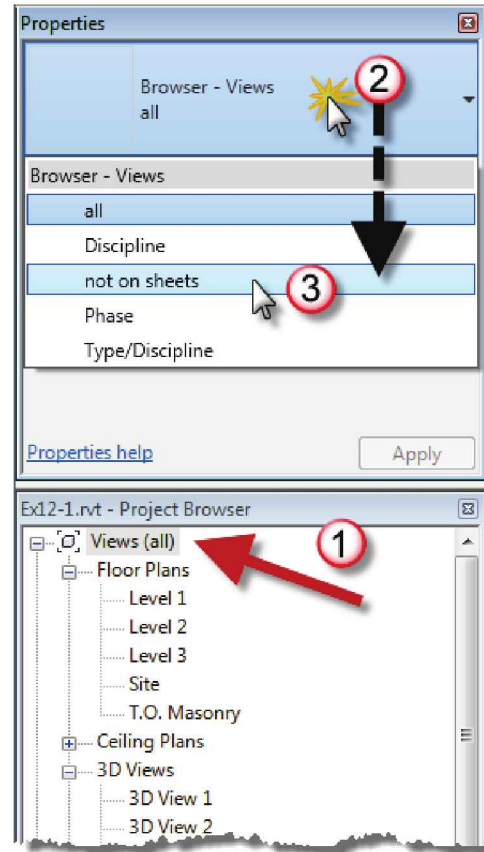 Properties
Browser - Views
all
2
Browser - Views
all
Discipline
not on sheets
3
Phase
Type/Discipline
Properties help
Apply
Ex12-1.rvt - Project Browser
Views (all)
1
Floor Plans
Level 1
Level 2
Level 3
Site
T.O. Masonry
Ceiling Plans
3D Views
3D View 1
3D View 2